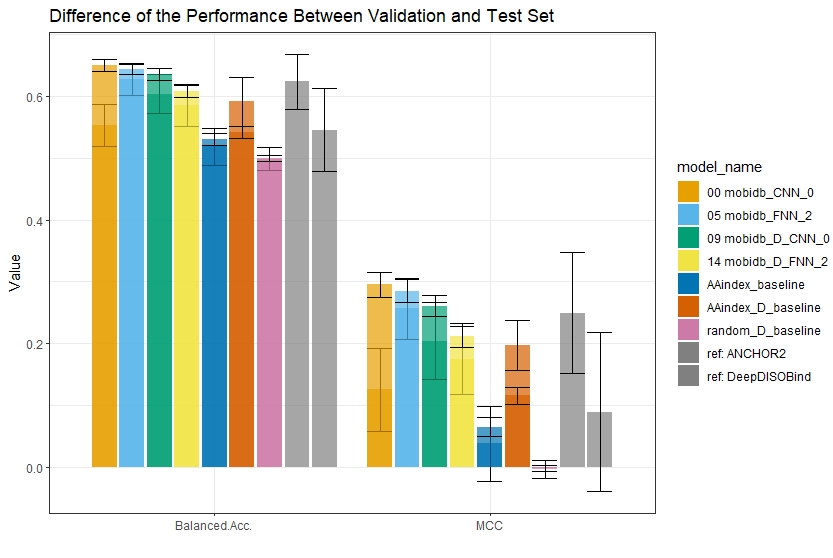 Difference of the Performance Between Validation and Test Set
Value
0.6
0.4
0.2
0.0
Balanced.Acc.
MCC
model_name
00 mobidb_CNN_0
05 mobidb_FNN_2
09 mobidb_D_CNN_0
14 mobidb_D_FNN_2
AAindex_baseline
AAindex_D_baseline
random_D_baseline
ref: ANCHOR2
ref: DeepDISOBind